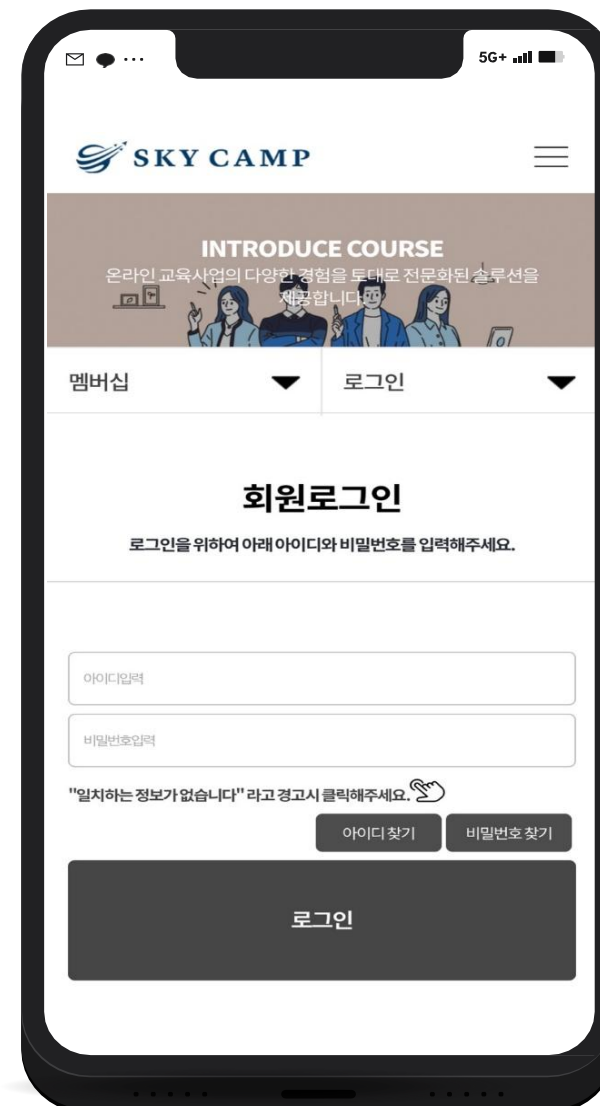 5G+
SKY CAMP
INTRODUCE COURSE
온라인 교육사업의 다양한 경험을 토대로 전문화된 솔루션을
제공합니다
멤버십
로그인
회원로그인
로그인을 위하여 아래 아이디와 비밀번호를 입력해주세요.
아이디입력
비밀번호입력
"일치하는 정보가 없습니다" 라고 경고시 클릭해주세요.
아이디 찾기
비밀번호 찾기
로그인